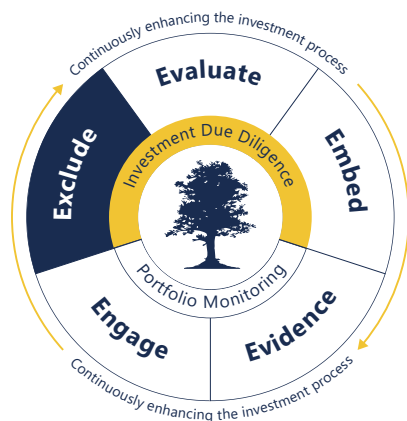 Continuously enhancing the investment process
Evaluate
Embed
Evidence
Engage
Exclude
Investment Due Diligence
Portfolio Monitoring
Continuously enhancing the investment process